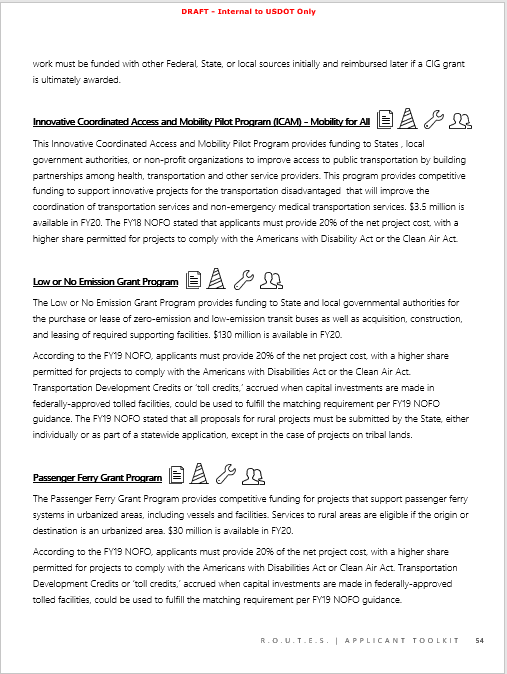 DRAFT - Internal to USDOT Only
work must be funded with other Federal, State, or local sources initially and reimbursed later if a CIG grant
is ultimately awarded.
Innovative Coordinated Access and Mobility Pilot Program (ICAM) - Mobility for All
This Innovative Coordinated Access and Mobility Pilot Program provides funding to States , local
government authorities, or non-profit organizations to improve access to public transportation by building
partnerships among health, transportation and other service providers. This program provides competitive
funding to support innovative projects for the transportation disadvantaged that will improve the
coordination of transportation services and non-emergency medical transportation services. $3.5 million is
available in FY20. The FY18 NOFO stated that applicants must provide 20% of the net project cost, with a
higher share permitted for projects to comply with the Americans with Disability Act or the Clean Air Act.
Low or No Emission Grant Program
The Low or No Emission Grant Program provides funding to State and local governmental authorities for
the purchase or lease of zero-emission and low-emission transit buses as well as acquisition, construction,
and leasing of required supporting facilities. $130 million is available in FY20.
According to the FY19 NOFO, applicants must provide 20% of the net project cost, with a higher share
permitted for projects to comply with the Americans with Disabilities Act or the Clean Air Act.
Transportation Development Credits or 'toll credits,' accrued when capital investments are made in
federally-approved tolled facilities, could be used to fulfill the matching requirement per FY19 NOFO
guidance. The FY19 NOFO stated that all proposals for rural projects must be submitted by the State, either
individually or as part of a statewide application, except in the case of projects on tribal lands.
Passenger Ferry Grant Program
The Passenger Ferry Grant Program provides competitive funding for projects that support passenger ferry
systems in urbanized areas, including vessels and facilities. Services to rural areas are eligible if the origin or
destination is an urbanized area. $30 million is available in FY20.
According to the FY19 NOFO, applicants must provide 20% of the net project cost, with a higher share
permitted for projects to comply with the Americans with Disabilities Act or Clean Air Act. Transportation
Development Credits or 'toll credits,' accrued when capital investments are made in federally-approved
tolled facilities, could be used to fulfill the matching requirement per FY19 NOFO guidance.
R.O.U.T.E.S. | APPLICANT TOOLKIT 54